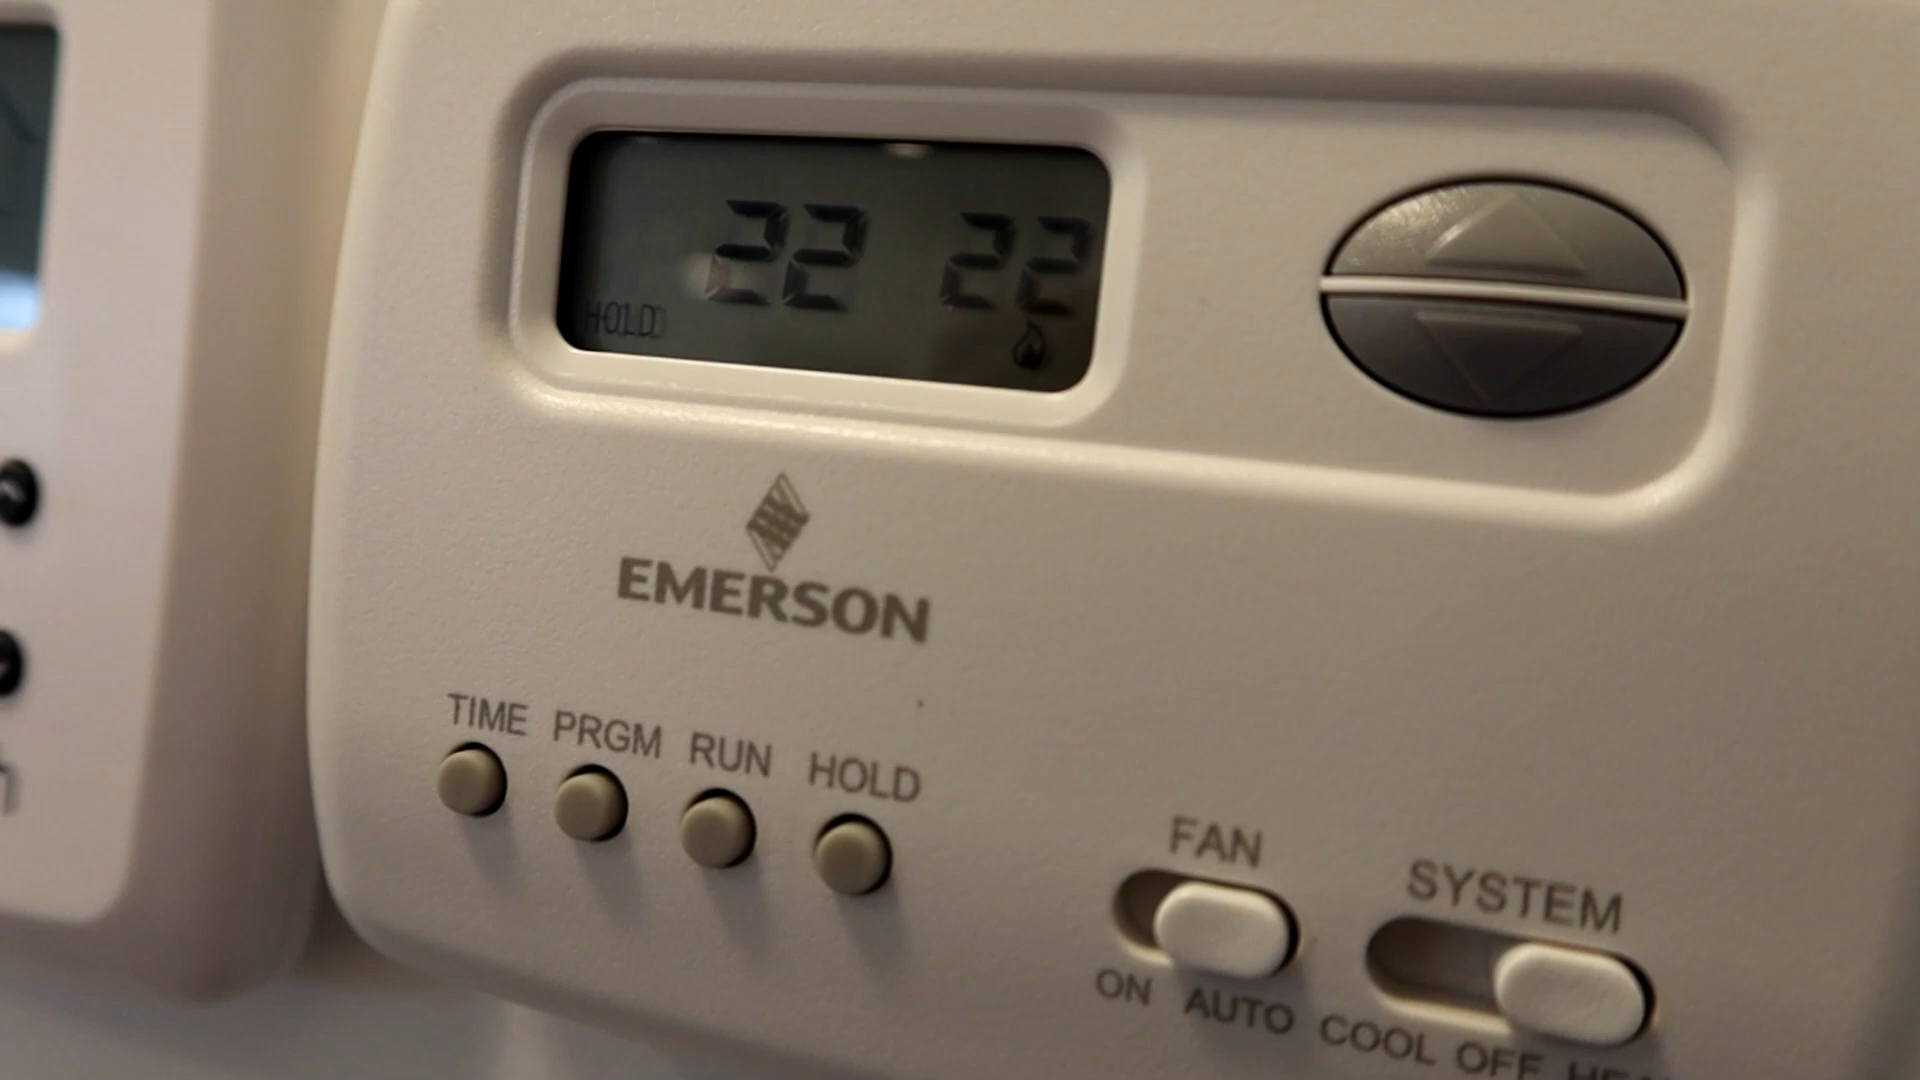 22 22
HOLD
EMERSON
TIME PRGM RUN HOLD
FAN SYSTEM
ON AUTO COOL OFF